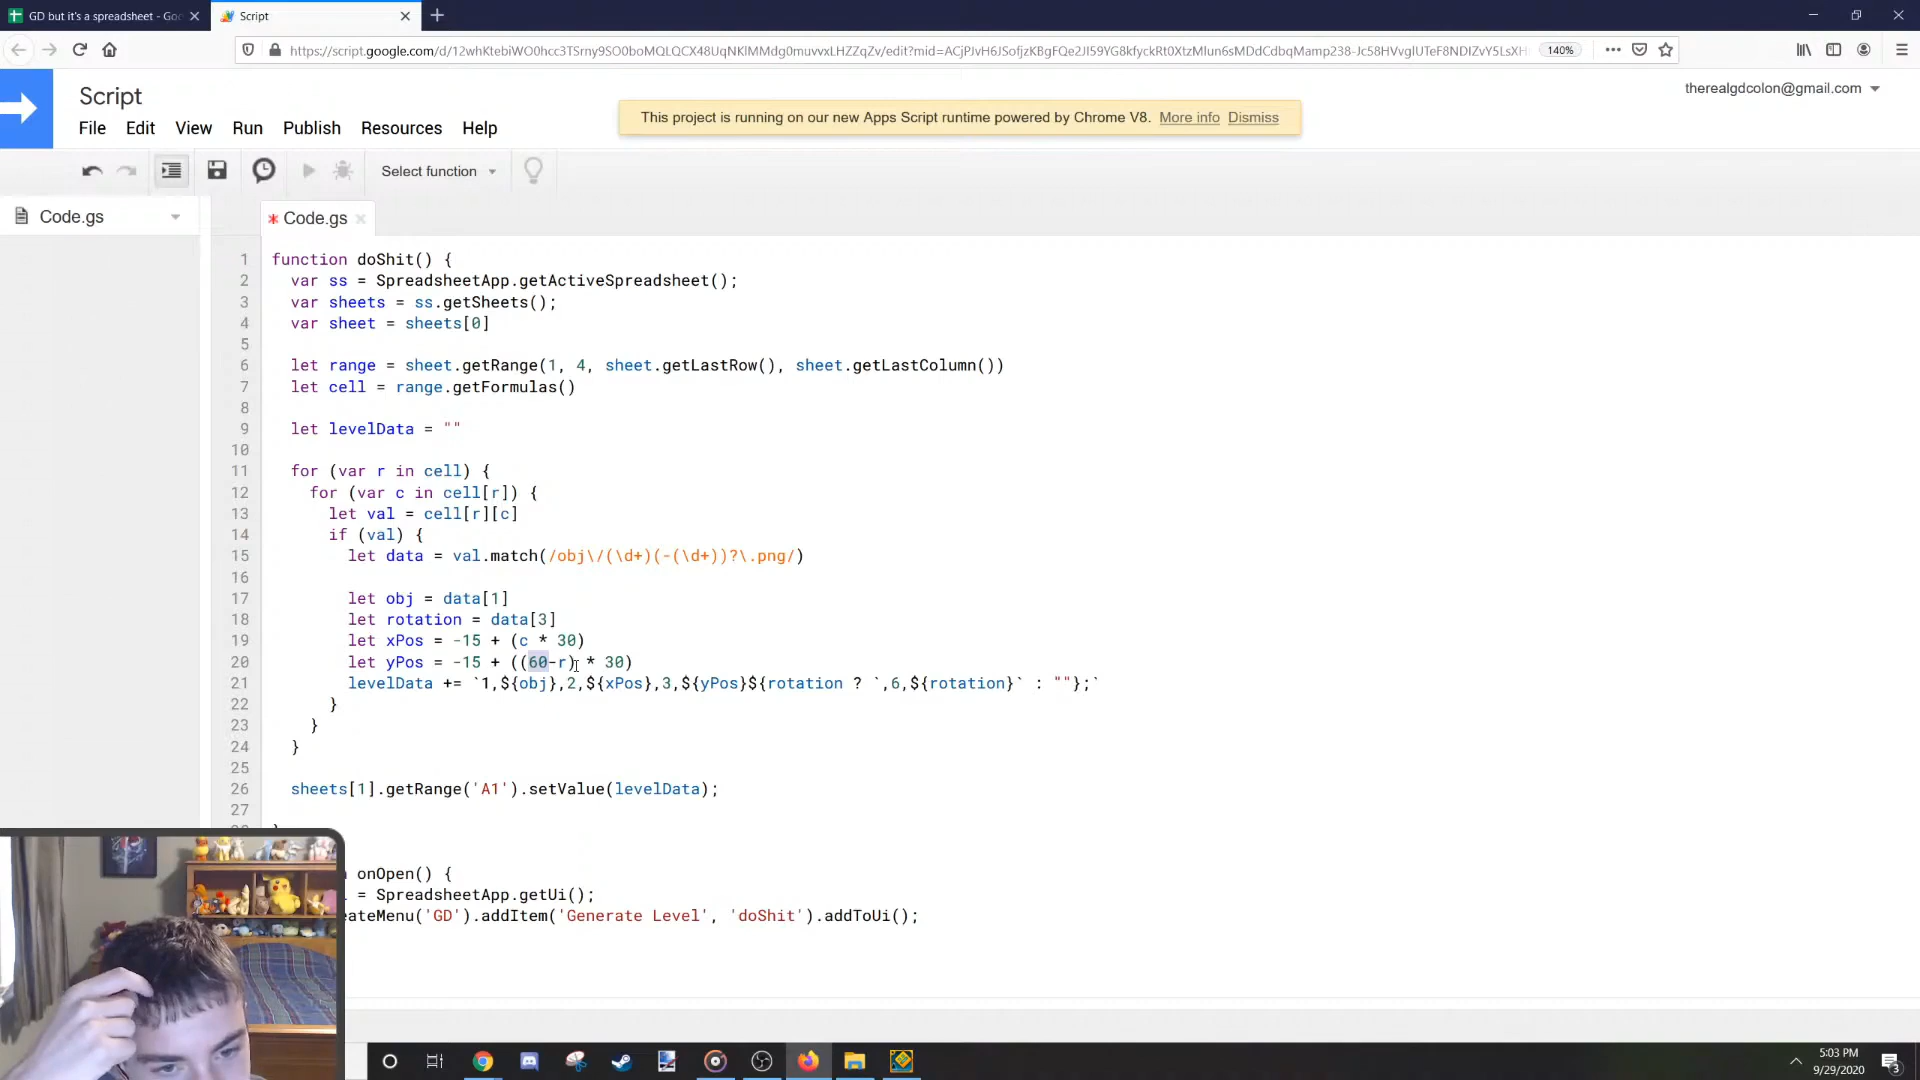 GD but it's a spreadsheet - Goo
Script
https://script.google.com/d/12whKtebiWO0hcc3TSrny9SO0boMQLQCX48UqNKlMMdg0muvvxLHZZqZv/edit?mid=ACjPJvH6JSofjzKBgFQe2JI59YG8kfyckRt0XtzMIun6sMDdCdbqMamp238-Jc58HVvgIUTeF8NDIZvY5LsXH
140%
Script
therealgdcolon@gmail.com
File Edit View Run Publish Resources Help
This project is running on our new Apps Script runtime powered by Chrome V8. More info Dismiss
Select function
Code.gs
* Code.gs
1 function doShit() {
2 var ss = SpreadsheetApp.getActiveSpreadsheet();
3 var sheets = ss.getSheets();
4 var sheet = sheets[0]
5
6 let range = sheet.getRange(1, 4, sheet.getLastRow(), sheet.getLastColumn())
7 let cell = range.getFormulas()
8
9 let levelData = ""
10
11 for (var r in cell) {
12 for (var c in cell[r]) {
13 let val = cell[r][c]
14 if (val) {
15 let data = val.match(/obj\/(\d+)(-(\d+))?\.png/)
16
17 let obj = data[1]
18 let rotation = data[3]
19 let xPos = -15 + (c * 30)
20 let yPos = -15 + ((60-r) * 30)
21 levelData += `1,${obj},2,${xPos},3,${yPos}${rotation ? `,6,${rotation}` : ""};`
22 }
23 }
24 }
25
26 sheets[1].getRange('A1').setValue(levelData);
27
onOpen() {
= SpreadsheetApp.getUi();
eateMenu('GD').addItem('Generate Level', 'doShit').addToUi();
5:03 PM
9/29/2020
3